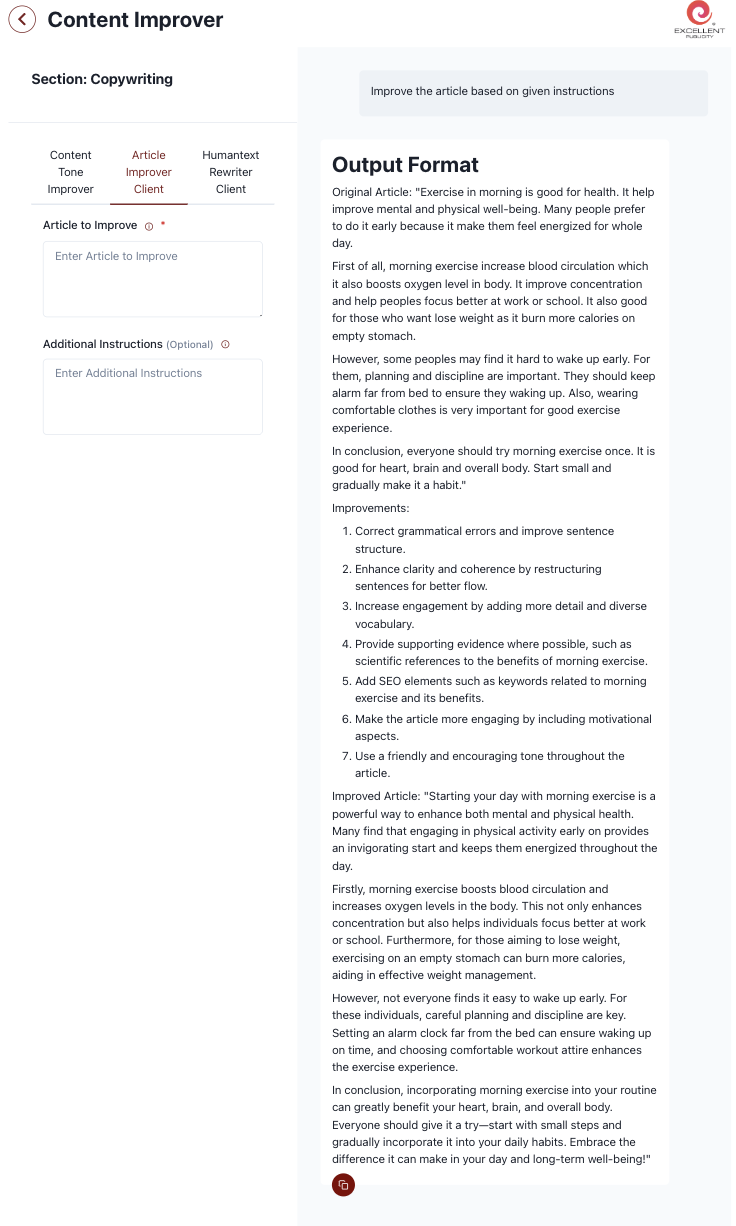 Content Improver
EXCELLENT
PUBLICITY
Section: Copywriting
Content
Tone
Improver
Article
Improver
Client
Humantext
Rewriter
Client
Article to Improve *
Enter Article to Improve
Additional Instructions (Optional)
Enter Additional Instructions
Improve the article based on given instructions
Output Format
Original Article: "Exercise in morning is good for health. It help
improve mental and physical well-being. Many people prefer
to do it early because it make them feel energized for whole
day.
First of all, morning exercise increase blood circulation which
it also boosts oxygen level in body. It improve concentration
and help peoples focus better at work or school. It also good
for those who want lose weight as it burn more calories on
empty stomach.
However, some peoples may find it hard to wake up early. For
them, planning and discipline are important. They should keep
alarm far from bed to ensure they waking up. Also, wearing
comfortable clothes is very important for good exercise
experience.
In conclusion, everyone should try morning exercise once. It is
good for heart, brain and overall body. Start small and
gradually make it a habit."
Improvements:
1. Correct grammatical errors and improve sentence
structure.
2. Enhance clarity and coherence by restructuring
sentences for better flow.
3. Increase engagement by adding more detail and diverse
vocabulary.
4. Provide supporting evidence where possible, such as
scientific references to the benefits of morning exercise.
5. Add SEO elements such as keywords related to morning
exercise and its benefits.
6. Make the article more engaging by including motivational
aspects.
7. Use a friendly and encouraging tone throughout the
article.
Improved Article: "Starting your day with morning exercise is a
powerful way to enhance both mental and physical health.
Many find that engaging in physical activity early on provides
an invigorating start and keeps them energized throughout the
day.
Firstly, morning exercise boosts blood circulation and
increases oxygen levels in the body. This not only enhances
concentration but also helps individuals focus better at work
or school. Furthermore, for those aiming to lose weight,
exercising on an empty stomach can burn more calories,
aiding in effective weight management.
However, not everyone finds it easy to wake up early. For
these individuals, careful planning and discipline are key.
Setting an alarm clock far from the bed can ensure waking up
on time, and choosing comfortable workout attire enhances
the exercise experience.
In conclusion, incorporating morning exercise into your routine
can greatly benefit your heart, brain, and overall body.
Everyone should give it a try—start with small steps and
gradually incorporate it into your daily habits. Embrace the
difference it can make in your day and long-term well-being!"